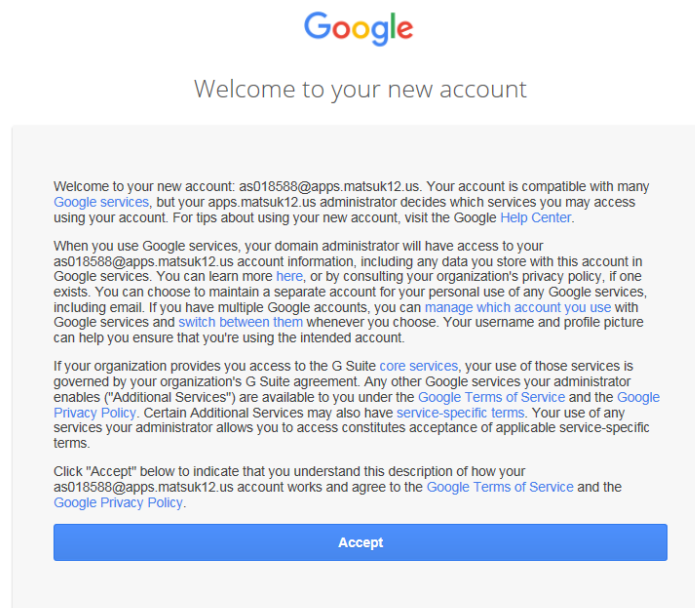 Google
Welcome to your new account
Welcome to your new account: as018588@apps.matsuk12.us. Your account is compatible with many
Google services, but your apps.matsuk12.us administrator decides which services you may access
using your account. For tips about using your new account, visit the Google Help Center.
When you use Google services, your domain administrator will have access to your
as018588@apps.matsuk12.us account information, including any data you store with this account in
Google services. You can learn more here, or by consulting your organization's privacy policy, if one
exists. You can choose to maintain a separate account for your personal use of any Google services,
including email. If you have multiple Google accounts, you can manage which account you use with
Google services and switch between them whenever you choose. Your username and profile picture
can help you ensure that you're using the intended account.
If your organization provides you access to the G Suite core services, your use of those services is
governed by your organization's G Suite agreement. Any other Google services your administrator
enables ("Additional Services") are available to you under the Google Terms of Service and the Google
Privacy Policy. Certain Additional Services may also have service-specific terms. Your use of any
services your administrator allows you to access constitutes acceptance of applicable service-specific
terms.
Click "Accept" below to indicate that you understand this description of how your
as018588@apps.matsuk12.us account works and agree to the Google Terms of Service and the
Google Privacy Policy.
Accept